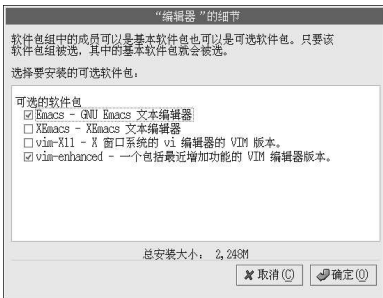 “编辑器 ”的细节
软件包组中的成员可以是基本软件包也可以是可选软件包。只要该
软件包组被选，其中的基本软件包就会被选。
选择要安装的可选软件包：
可选的软件包
Emacs - GNU Emacs 文本编辑器
XEmacs - XEmacs 文本编辑器
vim-X11 - X 窗口系统的 vi 编辑器的 VIM 版本。
vim-enhanced - 一个包括最近增加功能的 VIM 编辑器版本。
总安装大小： 2,248M
取消(C) 确定(O)